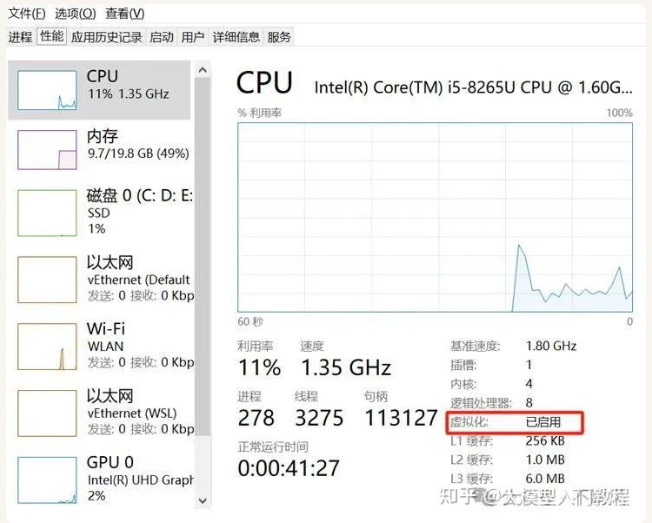 文件(F) 选项(O) 查看(V)
进程 性能 应用历史记录 启动 用户 详细信息 服务
CPU
11% 1.35 GHz
内存
9.7/19.8 GB (49%)
磁盘 0 (C: D: E:
SSD
1%
以太网
vEthernet (Default
发送: 0 接收: 0 Kbp
Wi-Fi
WLAN
发送: 0 接收: 0 Kbp
以太网
vEthernet (WSL)
发送: 0 接收: 0 Kbp
GPU 0
Intel(R) UHD Graph
2%
CPU Intel(R) Core(TM) i5-8265U CPU @ 1.60G...
% 利用率 100%
60 秒 0
利用率 速度
11% 1.35 GHz
进程 线程 句柄
278 3275 113127
正常运行时间
0:00:41:27
基准速度: 1.80 GHz
插槽: 1
内核: 4
逻辑处理器: 8
虚拟化: 已启用
L1 缓存: 256 KB
L2 缓存: 1.0 MB
L3 缓存: 6.0 MB
知乎 @大模型入门教程